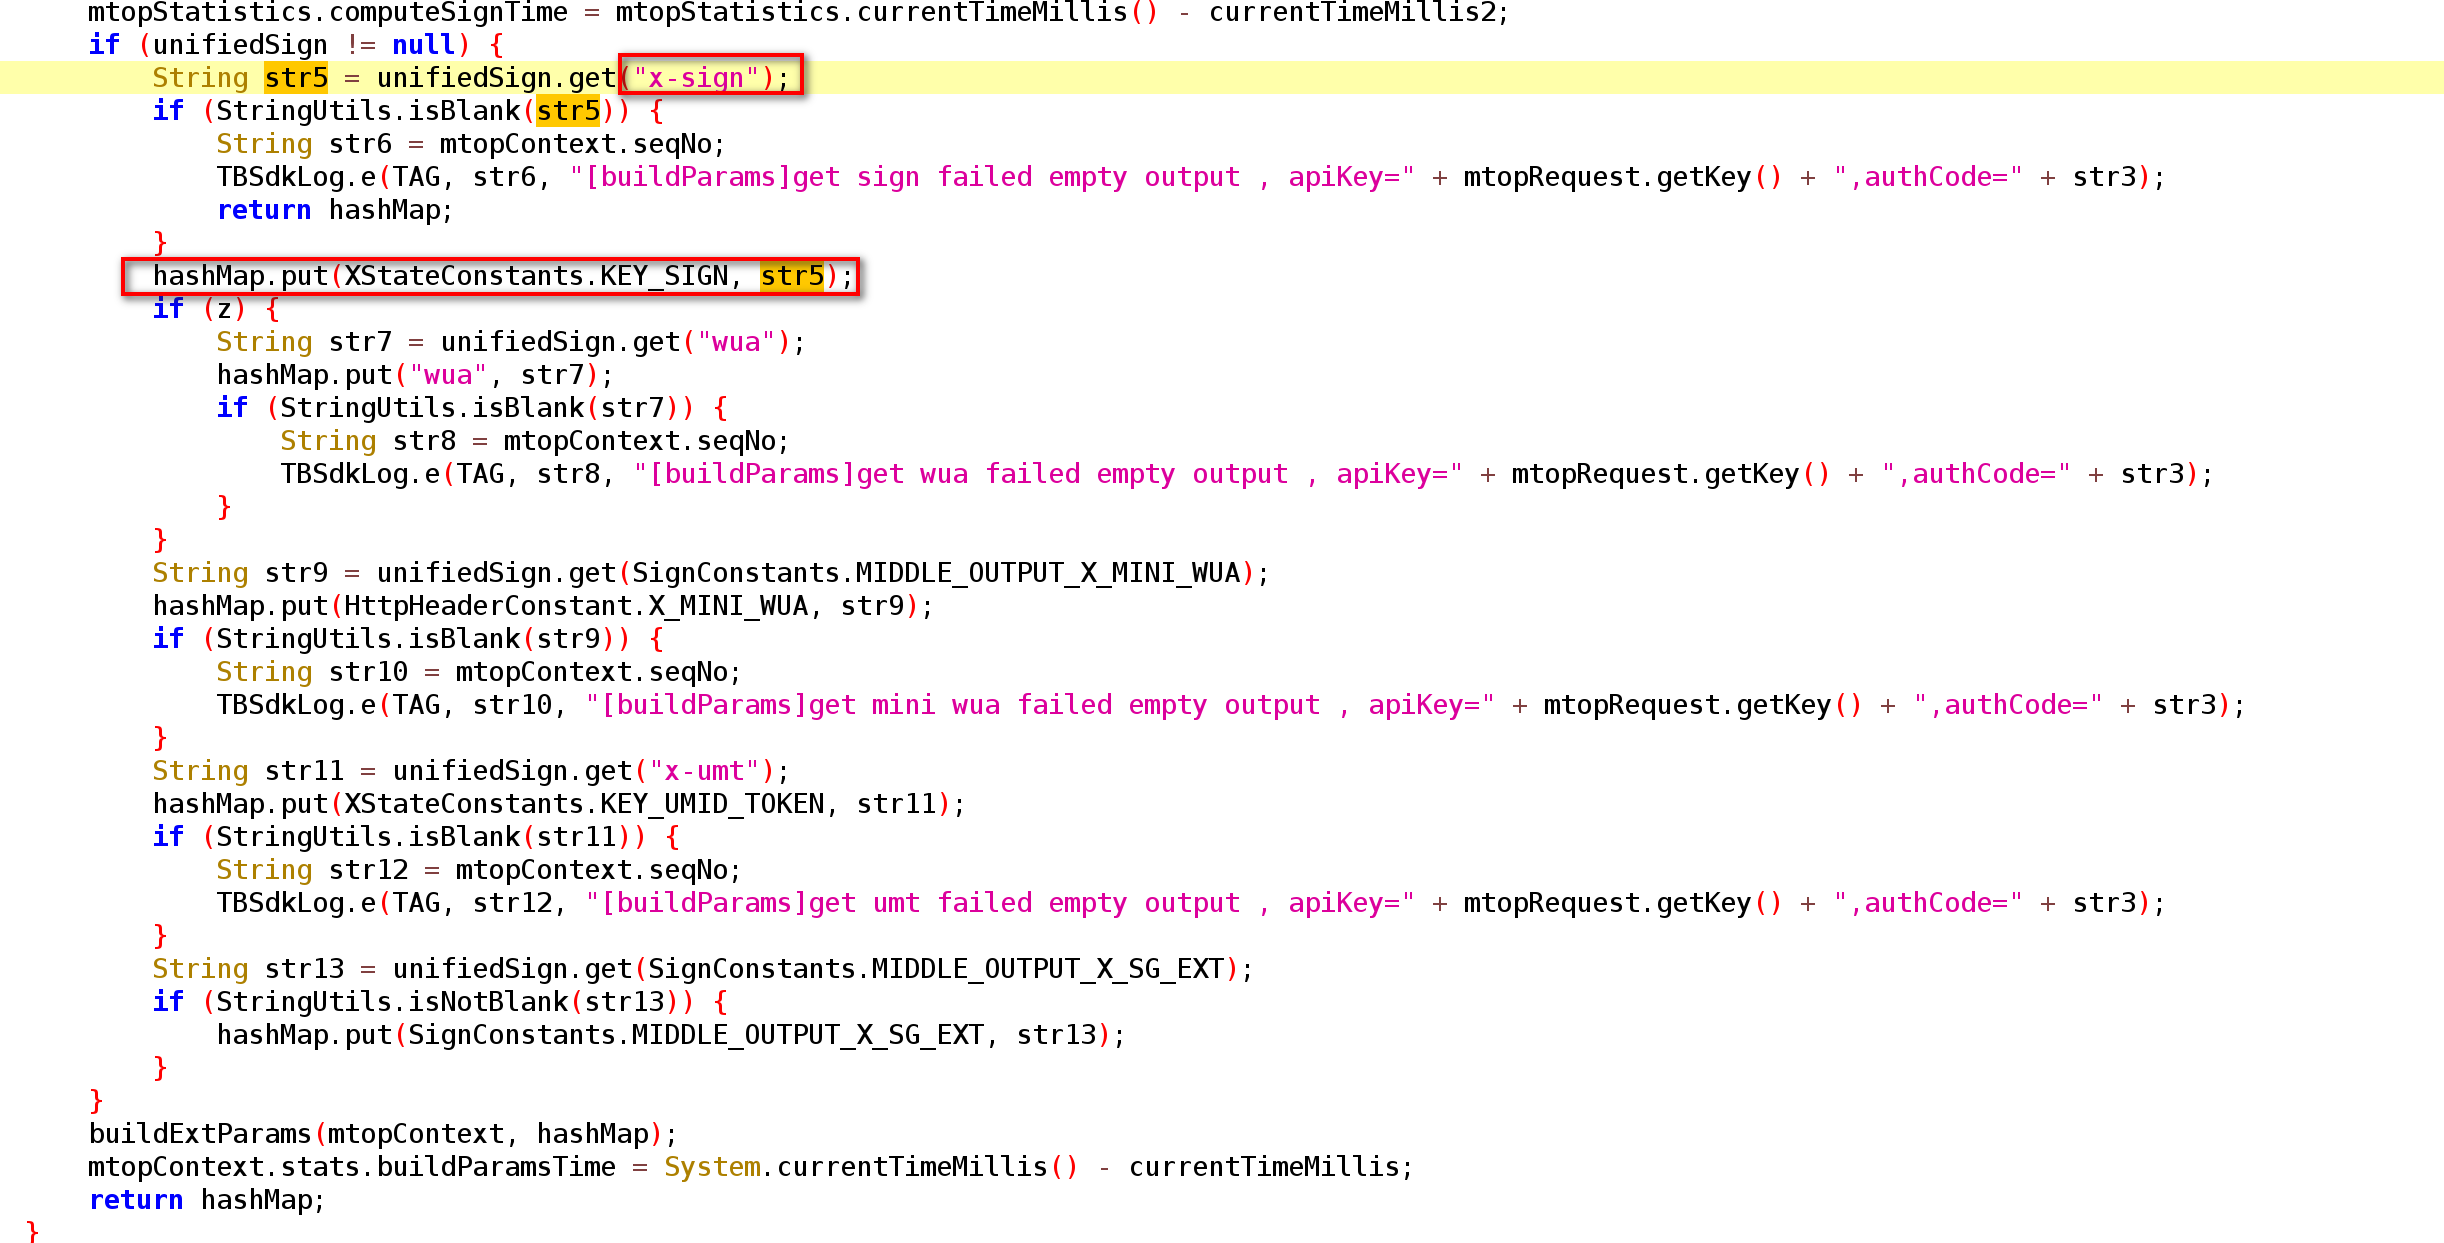 mtopStatistics.computeSignTime = mtopStatistics.currentTimeMillis() - currentTimeMillis2;
if (unifiedSign != null) {
String str5 = unifiedSign.get("x-sign");
if (StringUtils.isBlank(str5)) {
String str6 = mtopContext.seqNo;
TBSdkLog.e(TAG, str6, "[buildParams]get sign failed empty output , apiKey=" + mtopRequest.getKey() + ",authCode=" + str3);
return hashMap;
}
hashMap.put(XStateConstants.KEY_SIGN, str5);
if (z) {
String str7 = unifiedSign.get("wua");
hashMap.put("wua", str7);
if (StringUtils.isBlank(str7)) {
String str8 = mtopContext.seqNo;
TBSdkLog.e(TAG, str8, "[buildParams]get wua failed empty output , apiKey=" + mtopRequest.getKey() + ",authCode=" + str3);
}
}
String str9 = unifiedSign.get(SignConstants.MIDDLE_OUTPUT_X_MINI_WUA);
hashMap.put(HttpHeaderConstant.X_MINI_WUA, str9);
if (StringUtils.isBlank(str9)) {
String str10 = mtopContext.seqNo;
TBSdkLog.e(TAG, str10, "[buildParams]get mini wua failed empty output , apiKey=" + mtopRequest.getKey() + ",authCode=" + str3);
}
String str11 = unifiedSign.get("x-umt");
hashMap.put(XStateConstants.KEY_UMID_TOKEN, str11);
if (StringUtils.isBlank(str11)) {
String str12 = mtopContext.seqNo;
TBSdkLog.e(TAG, str12, "[buildParams]get umt failed empty output , apiKey=" + mtopRequest.getKey() + ",authCode=" + str3);
}
String str13 = unifiedSign.get(SignConstants.MIDDLE_OUTPUT_X_SG_EXT);
if (StringUtils.isNotBlank(str13)) {
hashMap.put(SignConstants.MIDDLE_OUTPUT_X_SG_EXT, str13);
}
}
buildExtParams(mtopContext, hashMap);
mtopContext.stats.buildParamsTime = System.currentTimeMillis() - currentTimeMillis;
return hashMap;
}